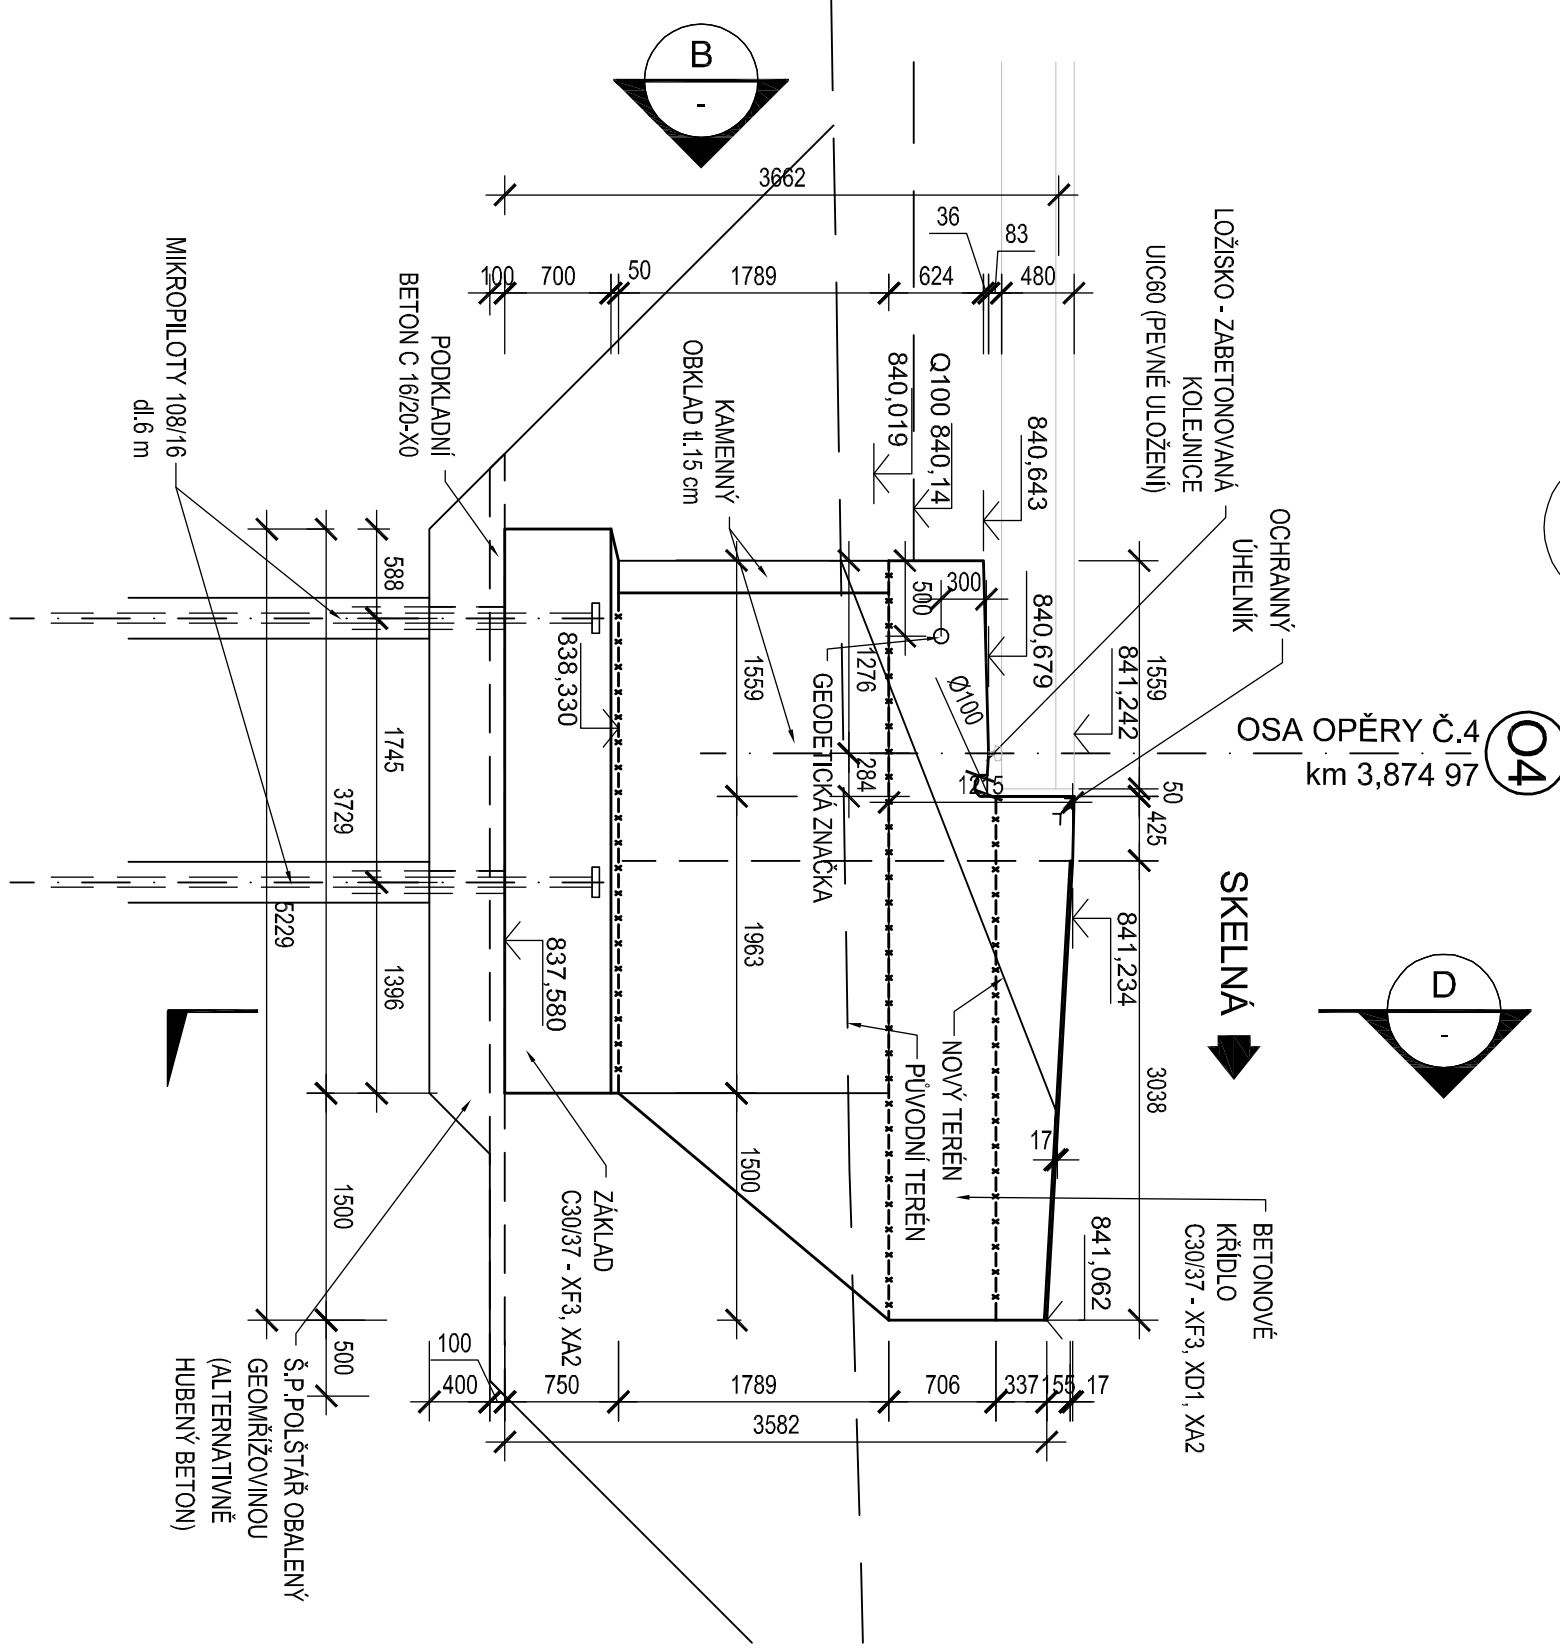 B
-
3662
36
83
100
700
50
1789
624
480
LOŽISKO - ZABETONOVANÁ
KOLEJNICE
UIC60 (PEVNÉ ULOŽENÍ)
OCHRANNÝ
ÚHELNÍK
MIKROPILOTY 108/16
dl.6 m
PODKLADNÍ
BETON C 16/20-X0
KAMENNÝ
OBKLAD tl.15 cm
Q100 840,14
840,019
840,643
840,679
841,242
841,234
841,062
838,330
837,580
588
1745
1396
3729
1500
500
5229
1559
1963
1500
1276
284
500
300
Ø100
125
GEODETICKÁ ZNAČKA
1559
50
425
3038
OSA OPĚRY Č.4
km 3,874 97
O4
SKELNÁ
D
-
NOVÝ TERÉN
PŮVODNÍ TERÉN
17
BETONOVÉ
KŘÍDLO
C30/37 - XF3, XD1, XA2
ZÁKLAD
C30/37 - XF3, XA2
Š.P.POLŠTÁŘ OBALENÝ
GEOMŘÍŽOVINOU
(ALTERNATIVNĚ
HUBENÝ BETON)
100
400
750
1789
706
337
155
17
3582